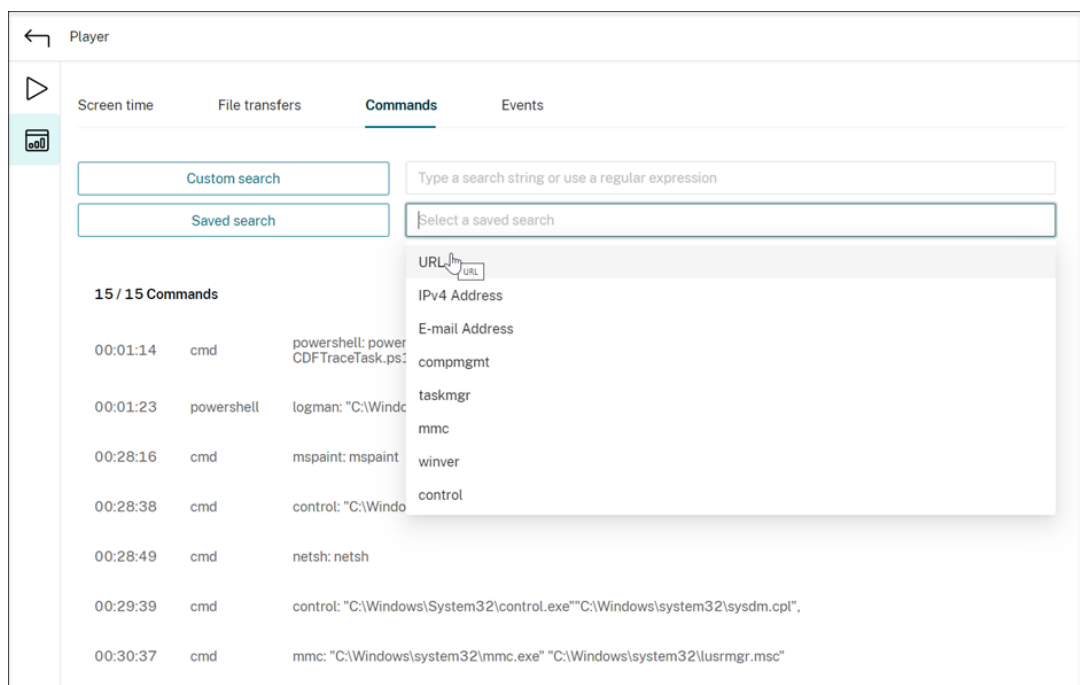 Player
Screen time File transfers Commands Events
Custom search Type a search string or use a regular expression
Saved search Select a saved search
URL URL
IPv4 Address
15 / 15 Commands
E-mail Address
00:01:14 cmd powershell: power
CDFTraceTask.ps1
compmgmt
taskmgr
00:01:23 powershell logman: "C:\Windo
mmc
00:28:16 cmd mspaint: mspaint
winver
control
00:28:38 cmd control: "C:\Windo
00:28:49 cmd netsh: netsh
00:29:39 cmd control: "C:\Windows\System32\control.exe""C:\Windows\system32\sysdm.cpl",
00:30:37 cmd mmc: "C:\Windows\system32\mmc.exe" "C:\Windows\system32\lusrmgr.msc"